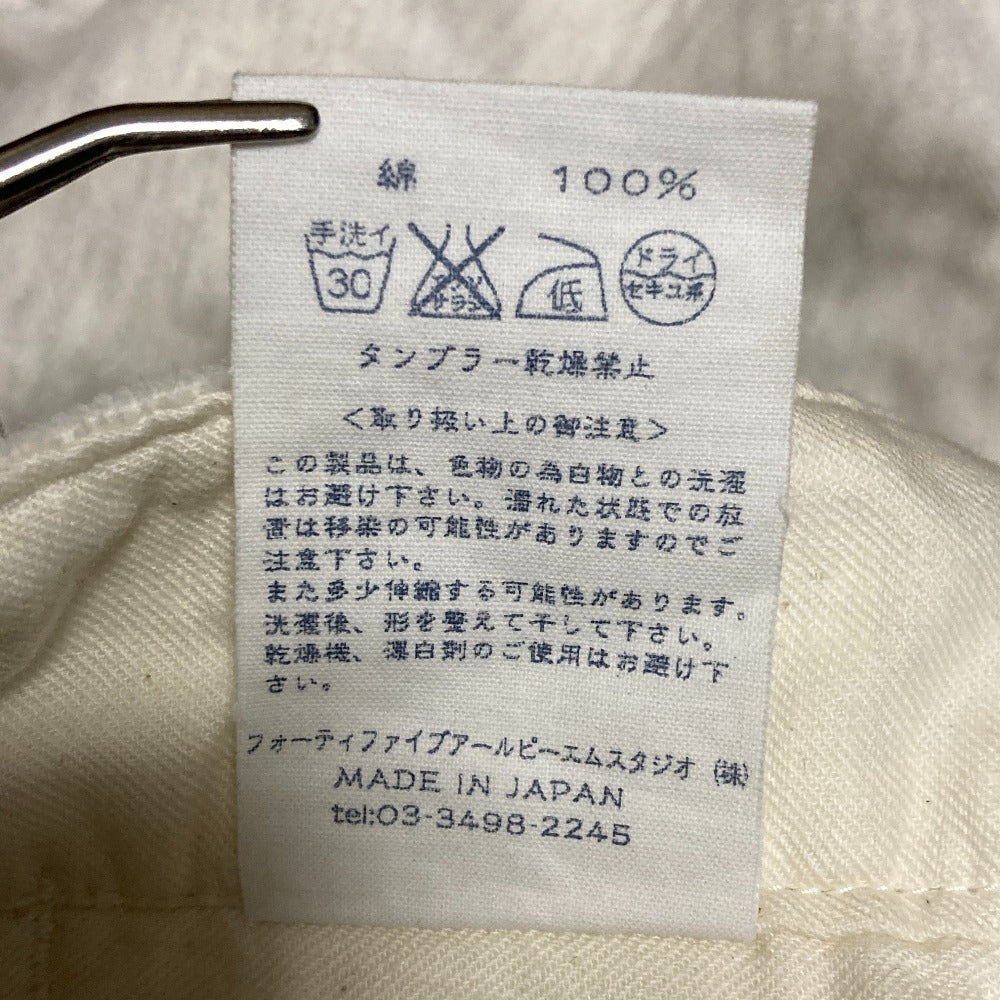 綿 100%
手洗イ ドライ
30 エンソ サラシ 低 セキユ系
タンブラー乾燥禁止
<取り扱い上の御注意>
この製品は、色物の為白物との洗濯
はお避け下さい。濡れた状態での放
置は移染の可能性がありますのでご
注意下さい。
また多少伸縮する可能性があります。
洗濯後、形を整えて干して下さい。
乾燥機、漂白剤のご使用はお避け下
さい。
フォーティファイブアールピーエムスタジオ (株)
MADE IN JAPAN
tel:03-3498-2245